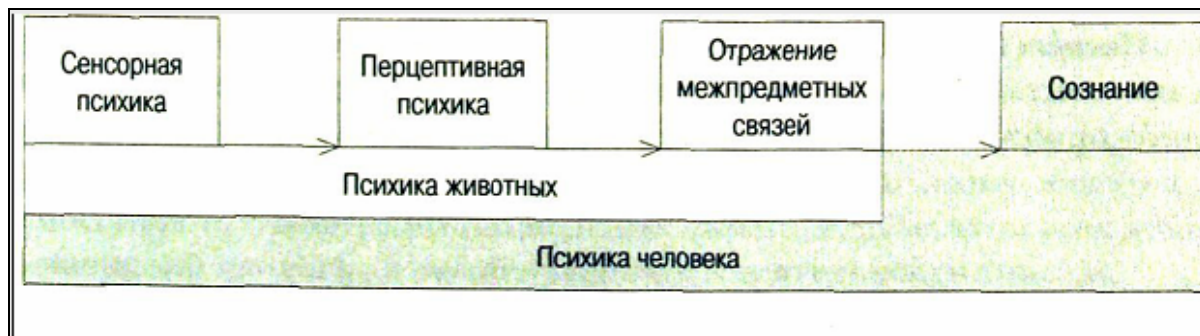 Сенсорная
психика
Перцептивная
психика
Отражение
межпредметных
связей
Сознание
Психика животных
Психика человека